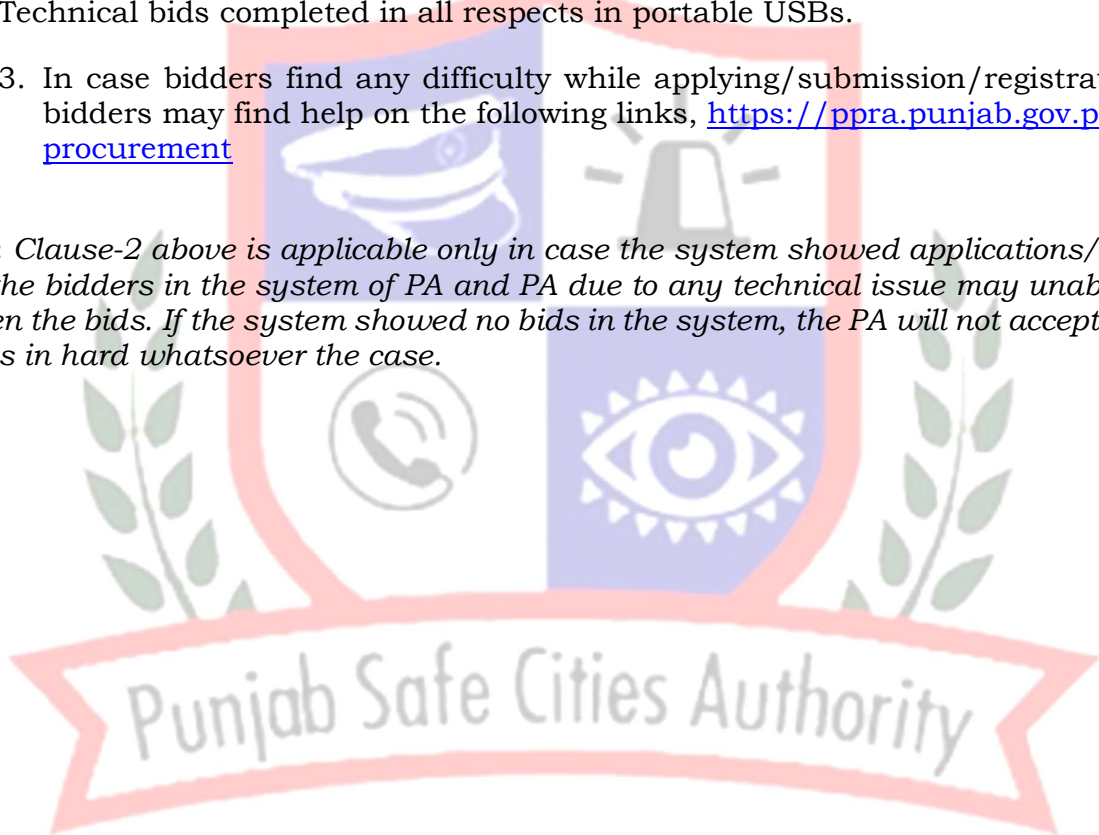 Technical bids completed in all respects in portable USBs.
3. In case bidders find any difficulty while applying/submission/registrat
bidders may find help on the following links, https://ppra.punjab.gov.p
procurement
Clause-2 above is applicable only in case the system showed applications/
the bidders in the system of PA and PA due to any technical issue may unab
en the bids. If the system showed no bids in the system, the PA will not accept
s in hard whatsoever the case.
Punjab Safe Cities Authority